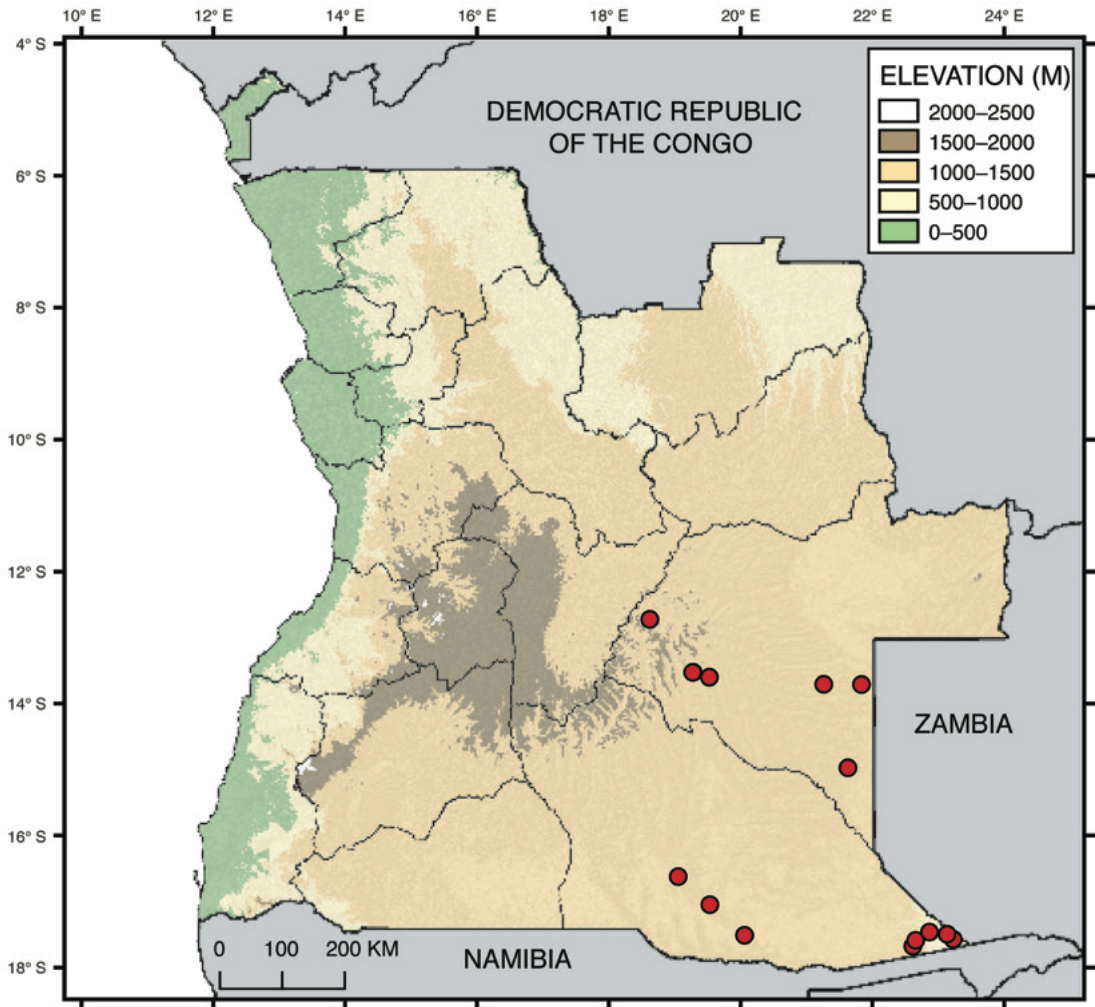 10° E 12° E 14° E 16° E 18° E 20° E 22° E 24° E
4° S
6° S
8° S
10° S
12° S
14° S
16° S
18° S
DEMOCRATIC REPUBLIC
OF THE CONGO
ELEVATION (M)
2000–2500
1500–2000
1000–1500
500–1000
0–500
ZAMBIA
NAMIBIA
0 100 200 KM